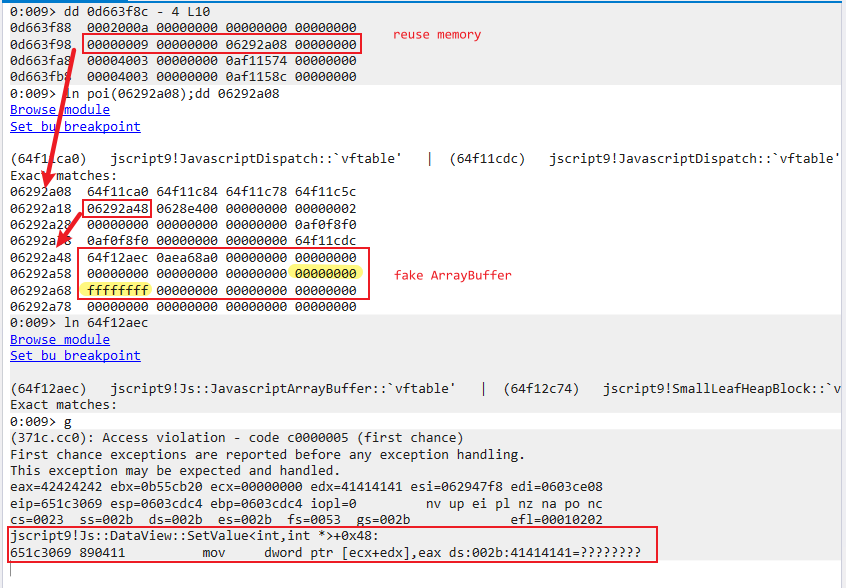 0:009> dd 0d663f8c - 4 L10
0d663f88 0002000a 00000000 00000000 00000000
0d663f98 00000009 00000000 06292a08 00000000
reuse memory
0d663fa8 00004003 00000000 0af11574 00000000
0d663fb8 00004003 00000000 0af1158c 00000000
0:009> ln poi(06292a08);dd 06292a08
Browse module
Set bu breakpoint
(64f11ca0) jscript9!JavascriptDispatch::`vftable' | (64f11cdc) jscript9!JavascriptDispatch::`vftable'
Exact matches:
06292a08 64f11ca0 64f11c84 64f11c78 64f11c5c
06292a18 06292a48 0628e400 00000000 00000002
06292a28 00000000 00000000 00000000 0af0f8f0
06292a38 0af0f8f0 00000000 00000000 64f11cdc
06292a48 64f12aec 0aea68a0 00000000 00000000
06292a58 00000000 00000000 00000000 00000000
fake ArrayBuffer
06292a68 ffffffff 00000000 00000000 00000000
06292a78 00000000 00000000 00000000 00000000
0:009> ln 64f12aec
Browse module
Set bu breakpoint
(64f12aec) jscript9!Js::JavascriptArrayBuffer::`vftable' | (64f12c74) jscript9!SmallLeafHeapBlock::`v
Exact matches:
0:009> g
(371c.cc0): Access violation - code c0000005 (first chance)
First chance exceptions are reported before any exception handling.
This exception may be expected and handled.
eax=42424242 ebx=0b55cb20 ecx=00000000 edx=41414141 esi=062947f8 edi=0603ce08
eip=651c3069 esp=0603cdc4 ebp=0603cdc4 iopl=0 nv up ei pl nz na po nc
cs=0023 ss=002b ds=002b es=002b fs=0053 gs=002b efl=00010202
jscript9!Js::DataView::SetValue<int,int *>+0x48:
651c3069 890411 mov dword ptr [ecx+edx],eax ds:002b:41414141=????????